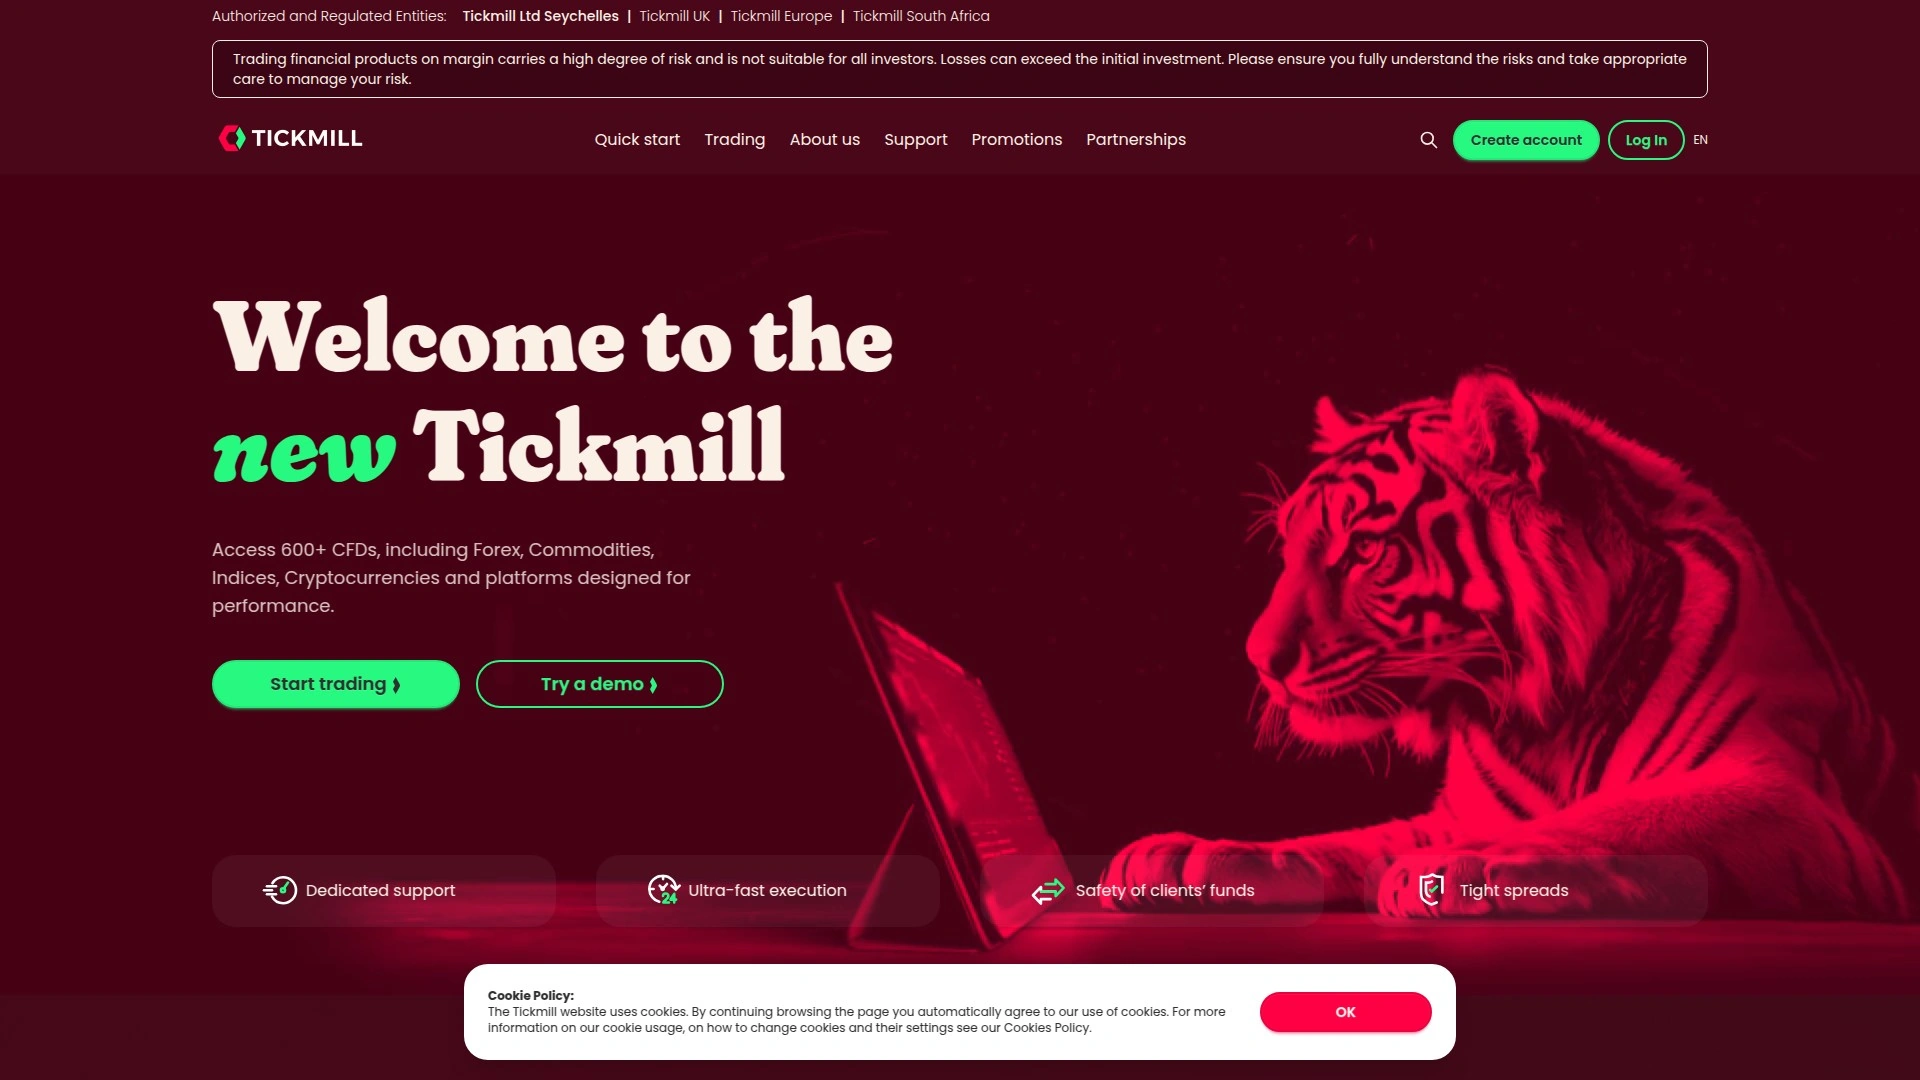 Authorized and Regulated Entities: Tickmill Ltd Seychelles | Tickmill UK | Tickmill Europe | Tickmill South Africa
Trading financial products on margin carries a high degree of risk and is not suitable for all investors. Losses can exceed the initial investment. Please ensure you fully understand the risks and take appropriate
care to manage your risk.
TICKMILL Quick start Trading About us Support Promotions Partnerships Create account Log In EN
Welcome to the
new Tickmill
Access 600+ CFDs, including Forex, Commodities,
Indices, Cryptocurrencies and platforms designed for
performance.
Start trading Try a demo
Dedicated support 24 Ultra-fast execution Safety of clients’ funds Tight spreads
Cookie Policy:
The Tickmill website uses cookies. By continuing browsing the page you automatically agree to our use of cookies. For more
information on our cookie usage, on how to change cookies and their settings see our Cookies Policy.
OK